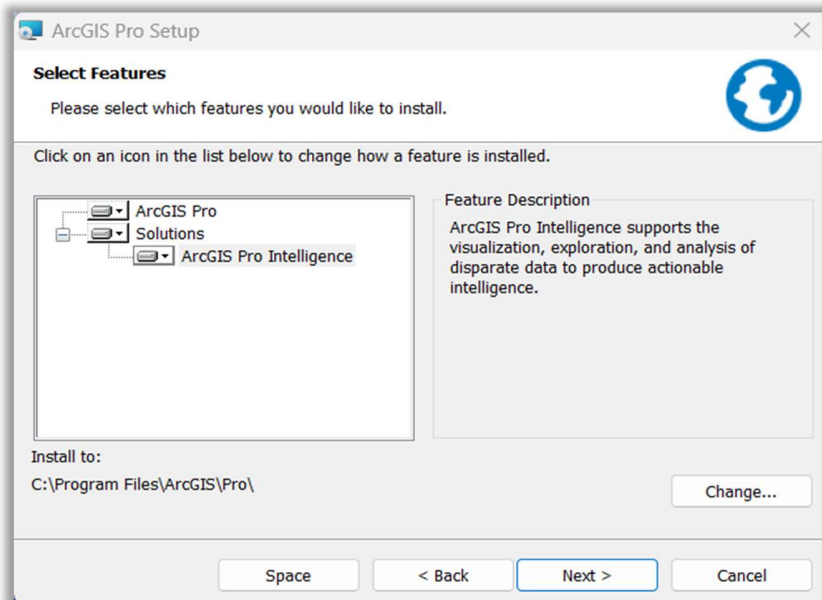 ArcGIS Pro Setup
Select Features
Please select which features you would like to install.
Click on an icon in the list below to change how a feature is installed.
ArcGIS Pro
Solutions
ArcGIS Pro Intelligence
Feature Description
ArcGIS Pro Intelligence supports the
visualization, exploration, and analysis of
disparate data to produce actionable
intelligence.
Install to:
C:\Program Files\ArcGIS\Pro\
Change...
Space
< Back
Next >
Cancel